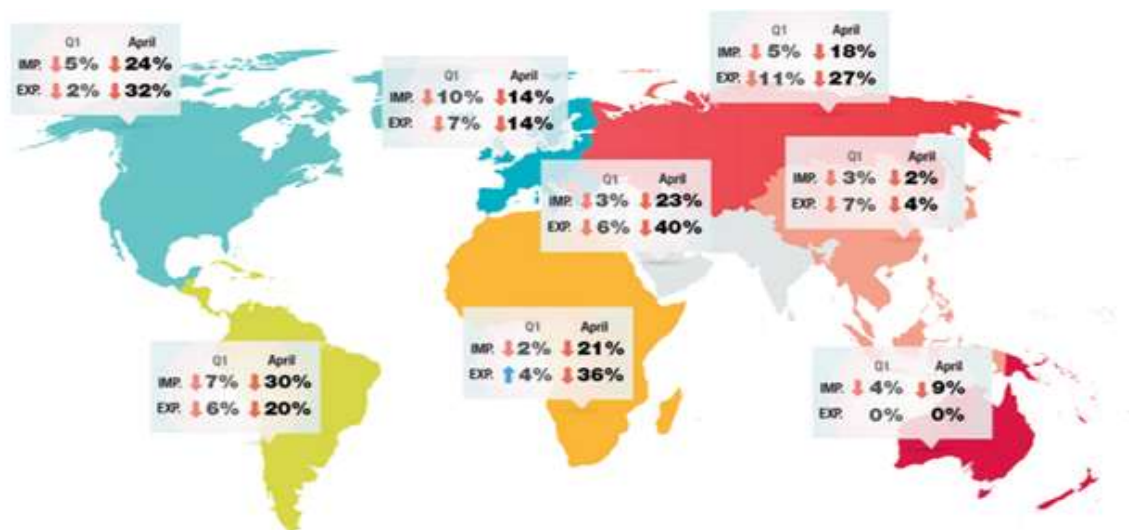 Q1 April
IMP. ⬇5% ⬇24%
EXP. ⬇2% ⬇32%
Q1 April
IMP. ⬇10% ⬇14%
EXP. ⬇7% ⬇14%
Q1 April
IMP. ⬇5% ⬇18%
EXP. ⬇11% ⬇27%
Q1 April
IMP. ⬇3% ⬇23%
EXP. ⬇6% ⬇40%
Q1 April
IMP. ⬇3% ⬇2%
EXP. ⬇7% ⬇4%
Q1 April
IMP. ⬇7% ⬇30%
EXP. ⬇6% ⬇20%
Q1 April
IMP. ⬇2% ⬇21%
EXP. ⬆4% ⬇36%
Q1 April
IMP. ⬇4% ⬇9%
EXP. 0% 0%